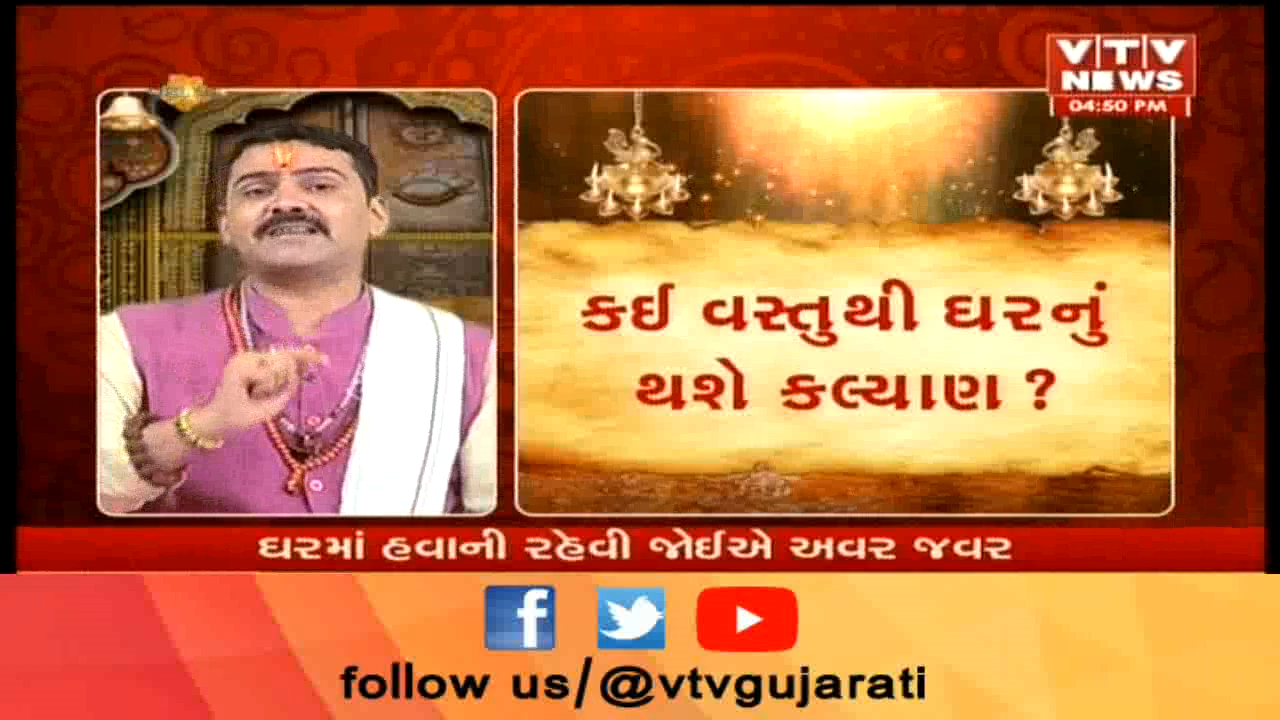 VTV
NEWS
04:50 PM
કઈ વસ્તુથી ઘરનું
થશે કલ્યાણ ?
ઘરમાં હવાની રહેવી જોઈએ અવર જવર
follow us/@vtvgujarati